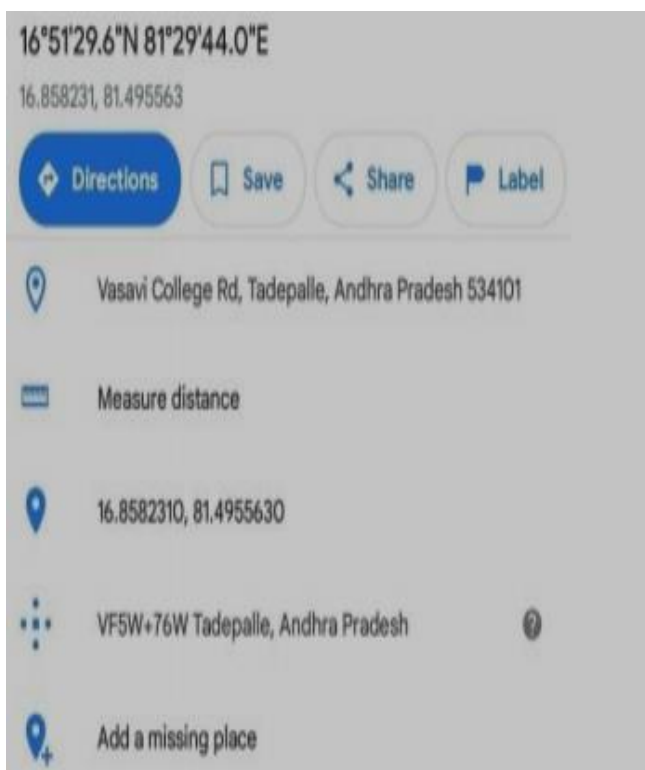 16°51'29.6"N 81°29'44.0"E
16.858231, 81.495563
Directions Save Share Label
Vasavi College Rd, Tadepalle, Andhra Pradesh 534101
Measure distance
16.8582310, 81.4955630
VF5W+76W Tadepalle, Andhra Pradesh
Add a missing place